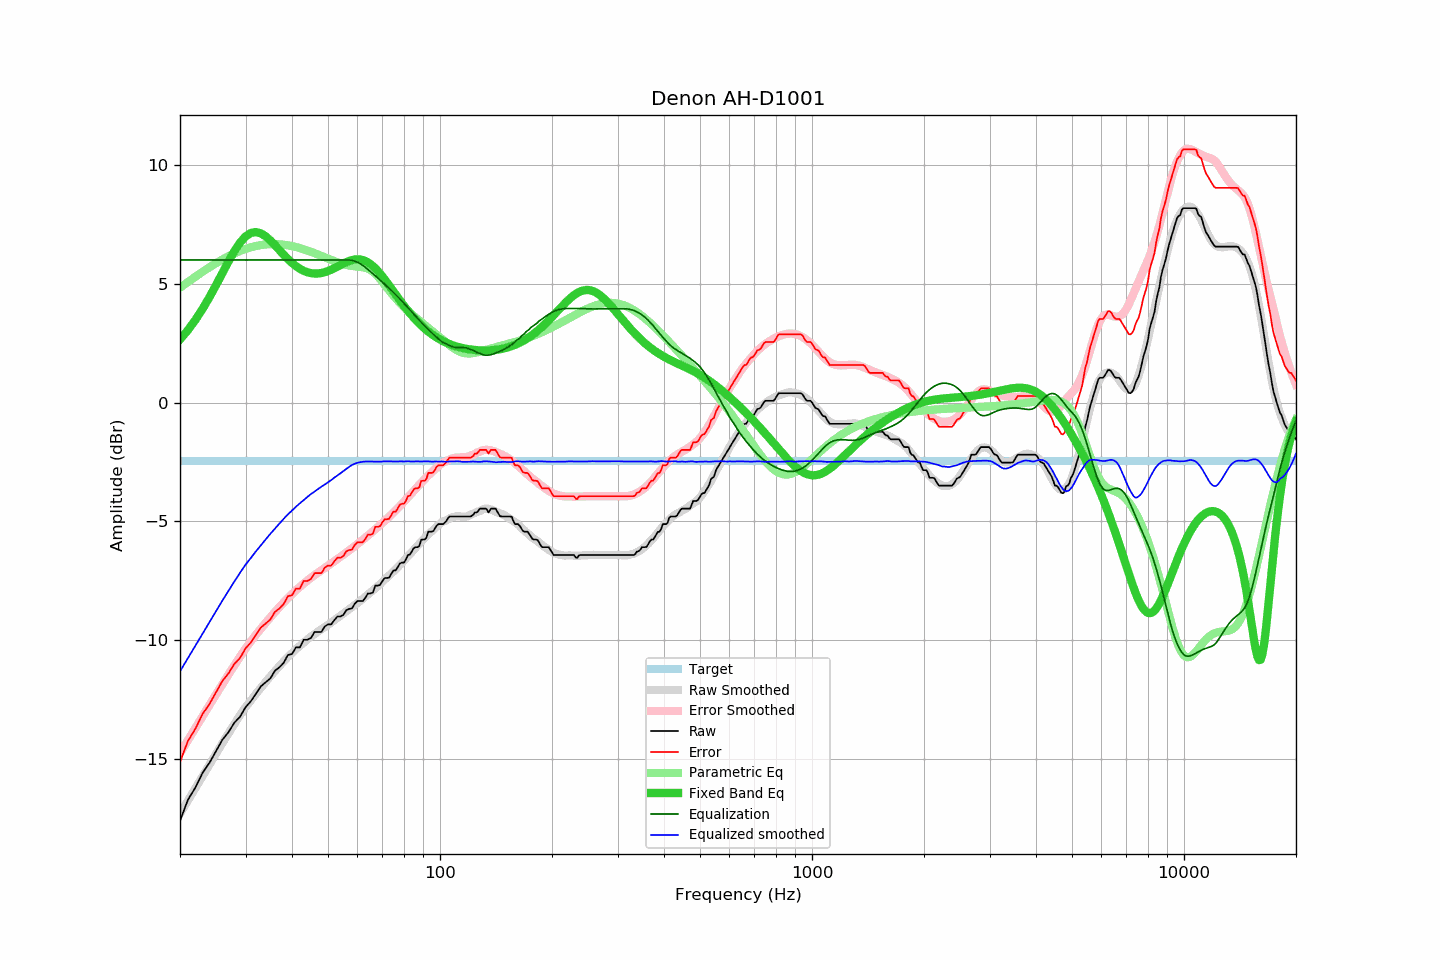 Denon AH-D1001
10
5
0
−5
−10
−15
Amplitude (dBr)
Target
Raw Smoothed
Error Smoothed
Raw
Error
Parametric Eq
Fixed Band Eq
Equalization
Equalized smoothed
100
1000
10000
Frequency (Hz)